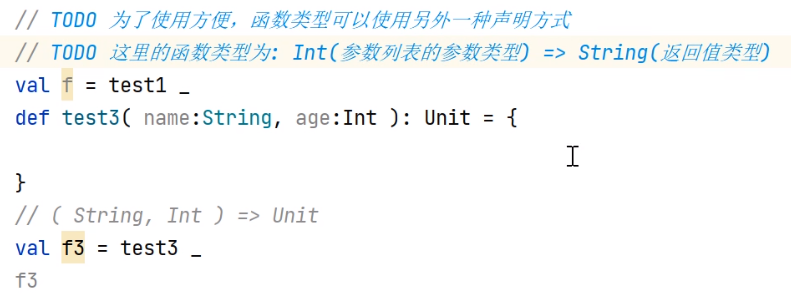 // TODO 为了使用方便，函数类型可以使用另外一种声明方式
// TODO 这里的函数类型为: Int(参数列表的参数类型) => String(返回值类型)
val f = test1 _
def test3( name:String, age:Int ): Unit = {
}
// ( String, Int ) => Unit
val f3 = test3 _
f3